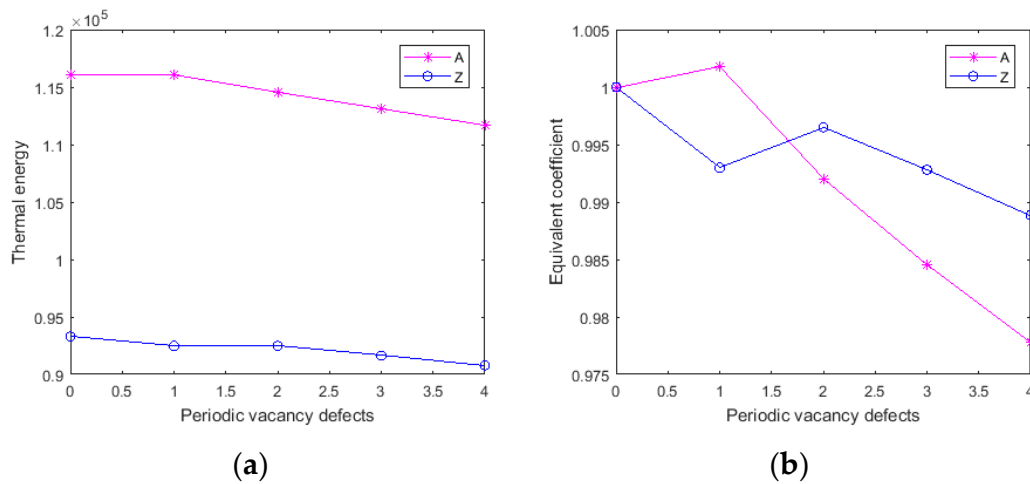 ×10^5
1.2
1.15
1.1
1.05
1
0.95
0.9
0 0.5 1 1.5 2 2.5 3 3.5 4
Thermal energy
Periodic vacancy defects
A
Z
(a)
1.005
1
0.995
0.99
0.985
0.98
0.975
0 0.5 1 1.5 2 2.5 3 3.5 4
Equivalent coefficient
Periodic vacancy defects
A
Z
(b)